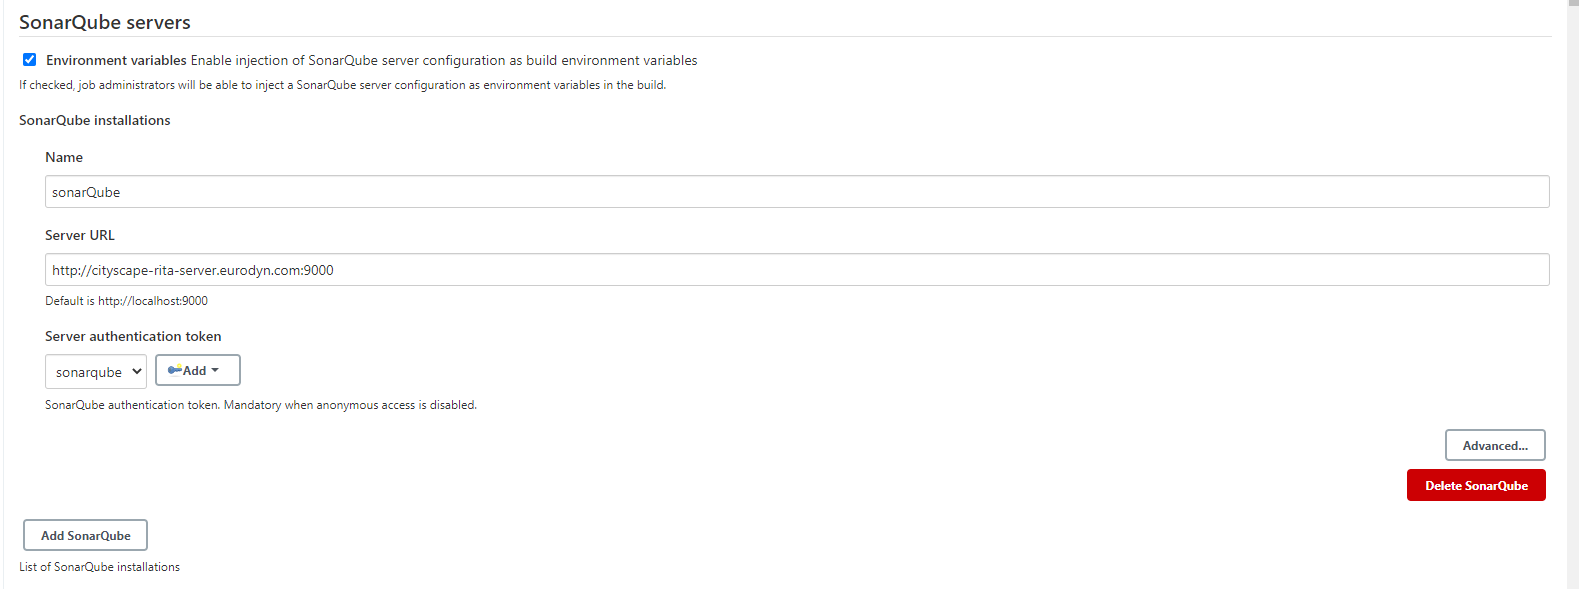 SonarQube servers
Environment variables Enable injection of SonarQube server configuration as build environment variables
If checked, job administrators will be able to inject a SonarQube server configuration as environment variables in the build.
SonarQube installations
Name
sonarQube
Server URL
http://cityscape-rita-server.eurodyn.com:9000
Default is http://localhost:9000
Server authentication token
sonarqube
Add
SonarQube authentication token. Mandatory when anonymous access is disabled.
Advanced...
Delete SonarQube
Add SonarQube
List of SonarQube installations